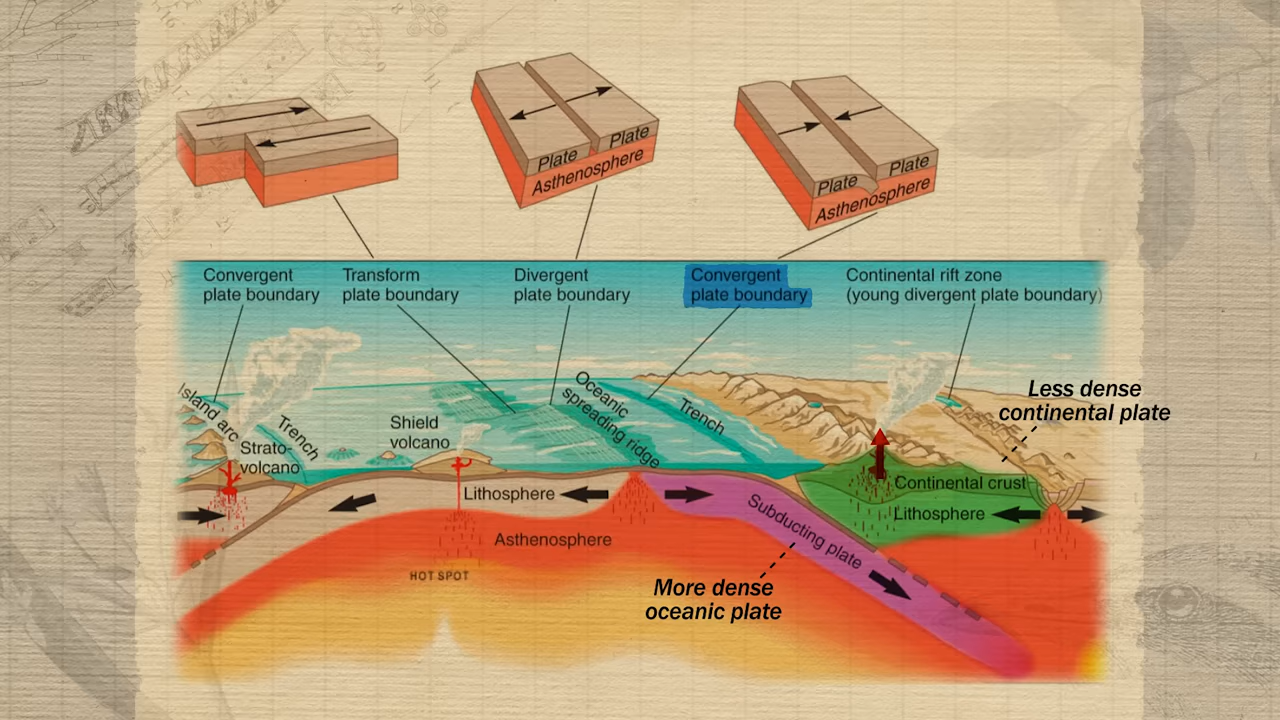 Plate
Plate
Asthenosphere
Plate
Plate
Asthenosphere
Convergent
plate boundary
Transform
plate boundary
Divergent
plate boundary
Convergent
plate boundary
Continental rift zone
(young divergent plate boundary)
Island arc
Trench
Strato-
volcano
Shield
volcano
Oceanic
spreading ridge
Trench
Less dense
continental plate
Lithosphere
Continental crust
Lithosphere
Subducting plate
Asthenosphere
HOT SPOT
More dense
oceanic plate